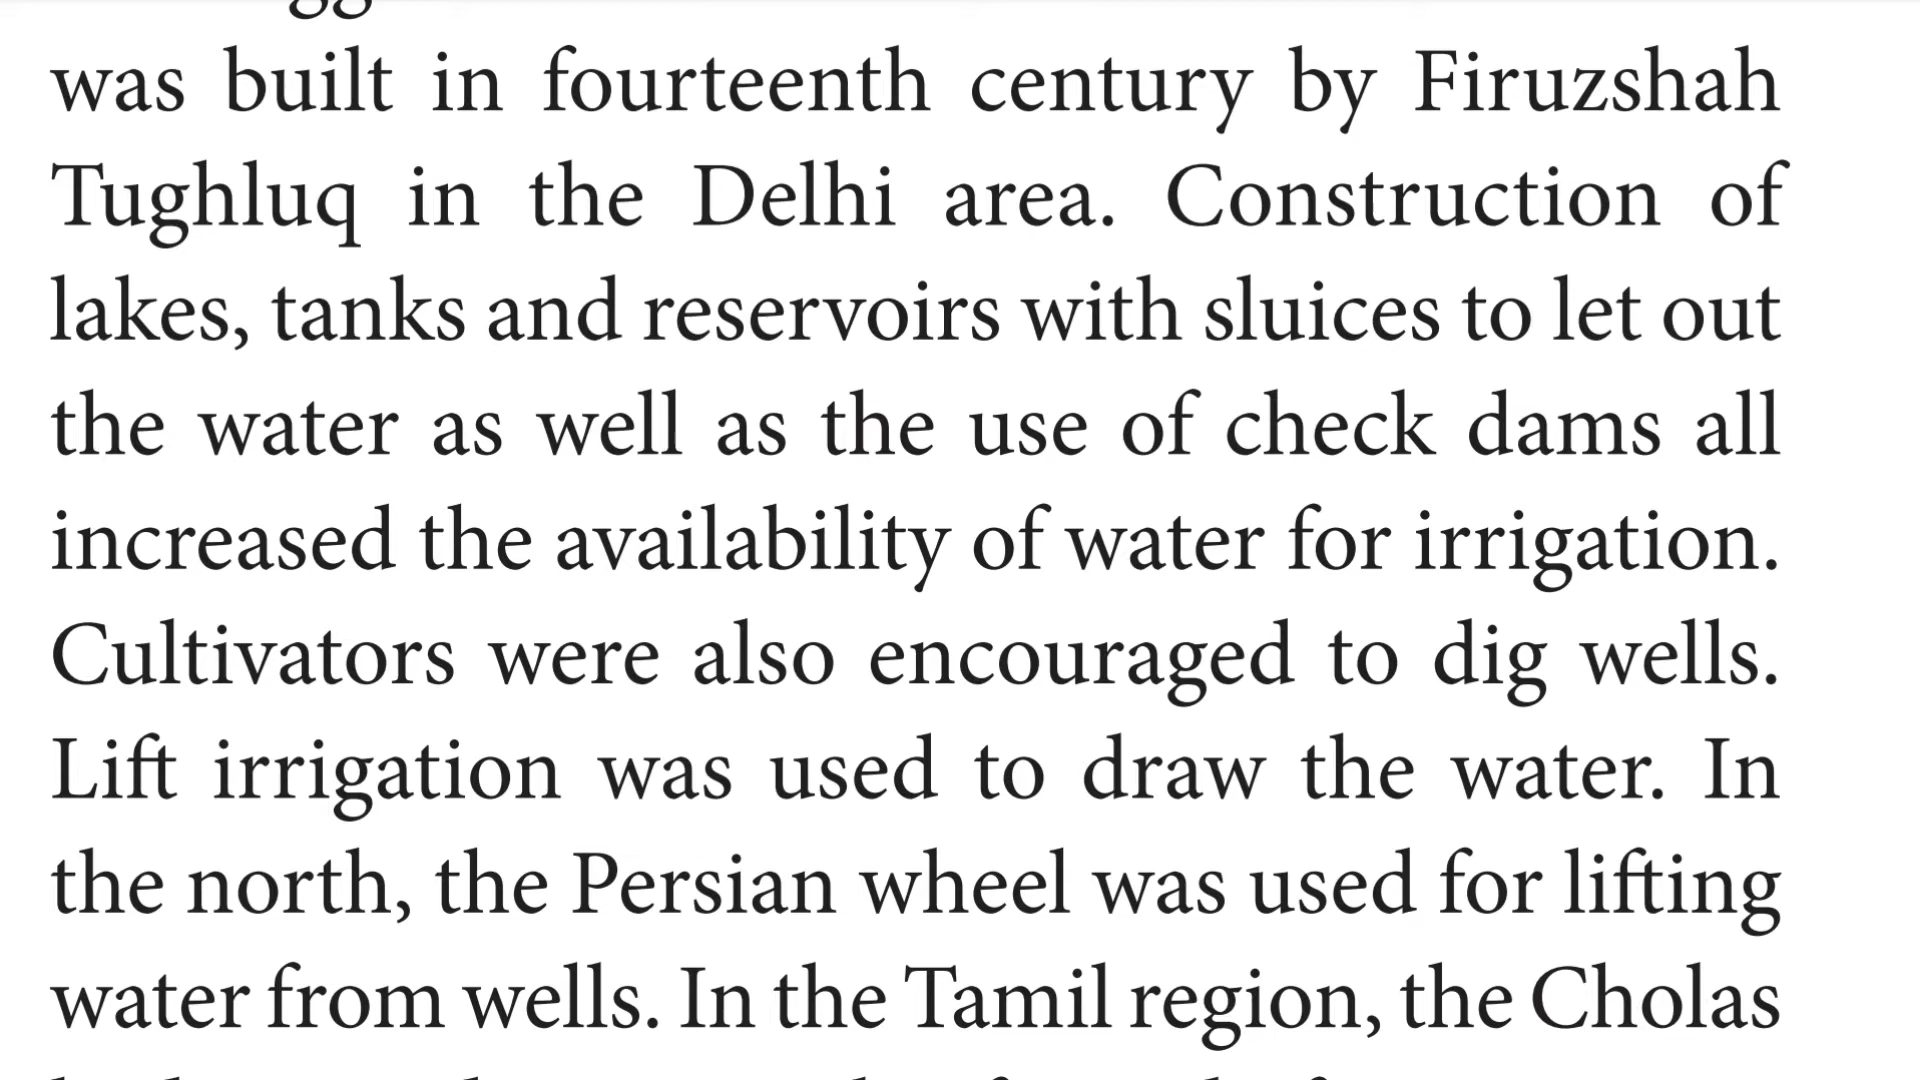 was built in fourteenth century by Firuzshah
Tughluq in the Delhi area. Construction of
lakes, tanks and reservoirs with sluices to let out
the water as well as the use of check dams all
increased the availability of water for irrigation.
Cultivators were also encouraged to dig wells.
Lift irrigation was used to draw the water. In
the north, the Persian wheel was used for lifting
water from wells. In the Tamil region, the Cholas